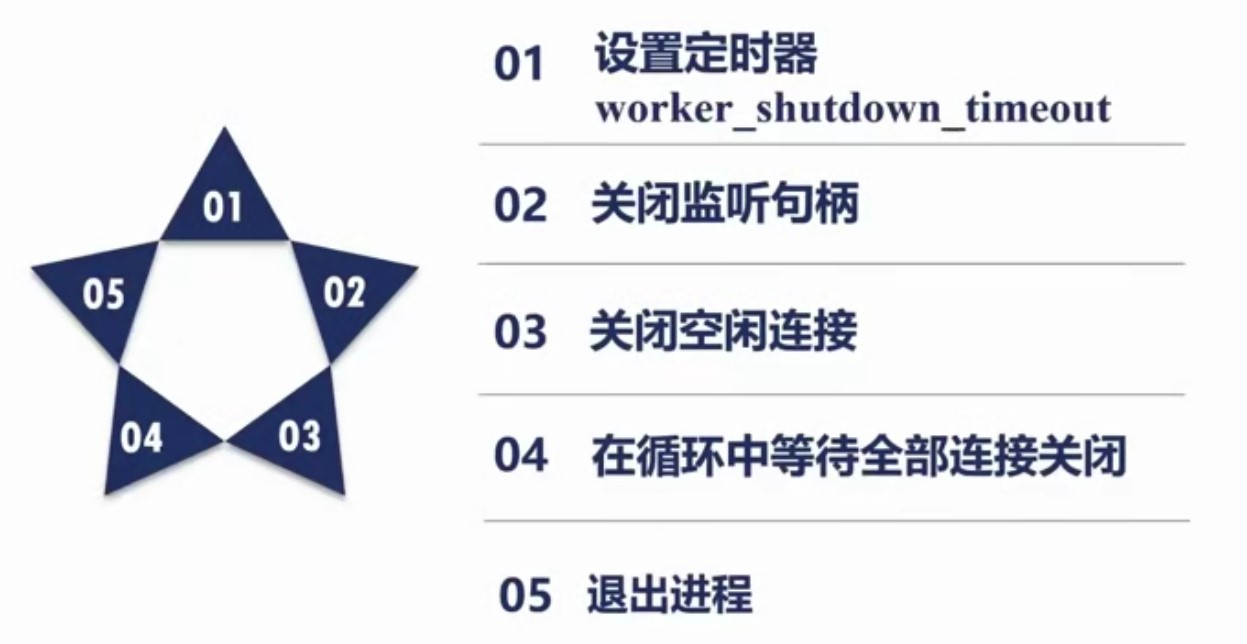 01 设置定时器
worker_shutdown_timeout
01
02 关闭监听句柄
05
02
03 关闭空闲连接
04
03
04 在循环中等待全部连接关闭
05 退出进程